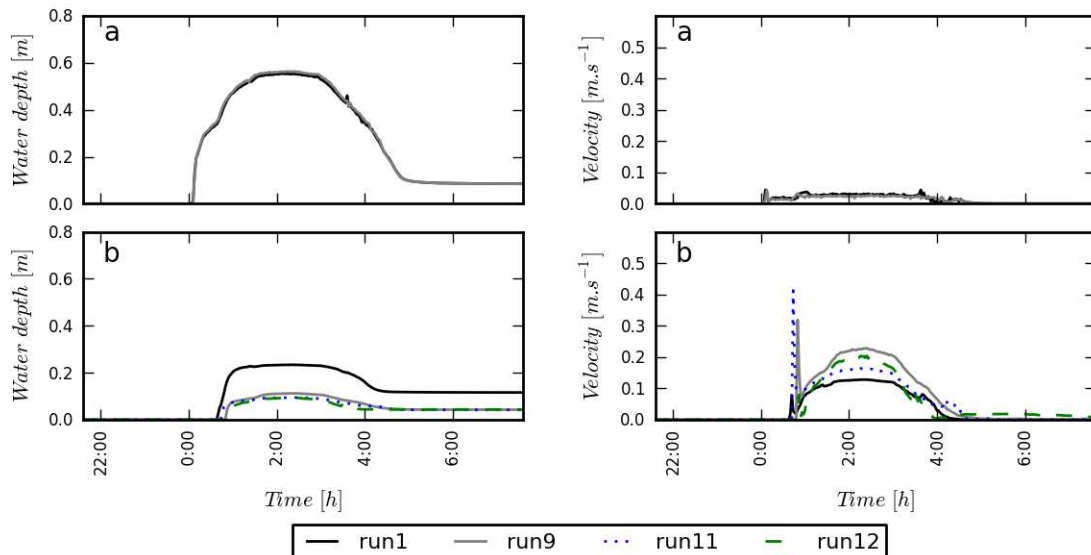 a
Water depth [m]
0.8
0.6
0.4
0.2
0.0
a
Velocity [m.s⁻¹]
0.5
0.4
0.3
0.2
0.1
0.0
b
Water depth [m]
0.8
0.6
0.4
0.2
0.0
22:00
0:00
2:00
4:00
6:00
Time [h]
b
Velocity [m.s⁻¹]
0.5
0.4
0.3
0.2
0.1
0.0
22:00
0:00
2:00
4:00
6:00
Time [h]
run1 run9 run11 run12